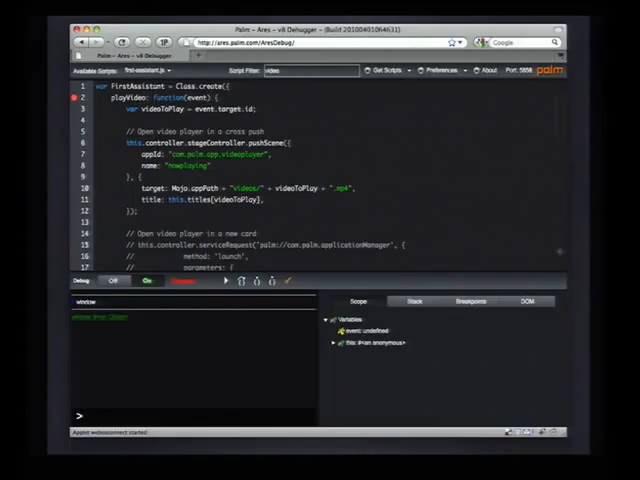 Palm – Ares – v8 Debugger – (Build 20100401064631)
http://ares.palm.com/AresDebug/
Google
Palm – Ares – v8 Debugger
Available Scripts: first-assistant.js
Script Filter: video
Get Scripts
Preferences
About
Port: 5858
palm
1 var FirstAssistant = Class.create({
2 playVideo: function(event) {
3 var videoToPlay = event.target.id;
4
5 // Open video player in a cross push
6 this.controller.stageController.pushScene({
7 appId: "com.palm.app.videoplayer",
8 name: "nowplaying"
9 }, {
10 target: Mojo.appPath + "videos/" + videoToPlay + ".mp4",
11 title: this.titles[videoToPlay],
12 });
13
14 // Open video player in a new card
15 // this.controller.serviceRequest("palm://com.palm.applicationManager", {
16 // method: 'launch',
17 // parameters: {
Debug: Off On
window
Scope Stack Breakpoints DOM
Variables
event: undefined
this: #<an anonymous>
>
Applet webosconnect started